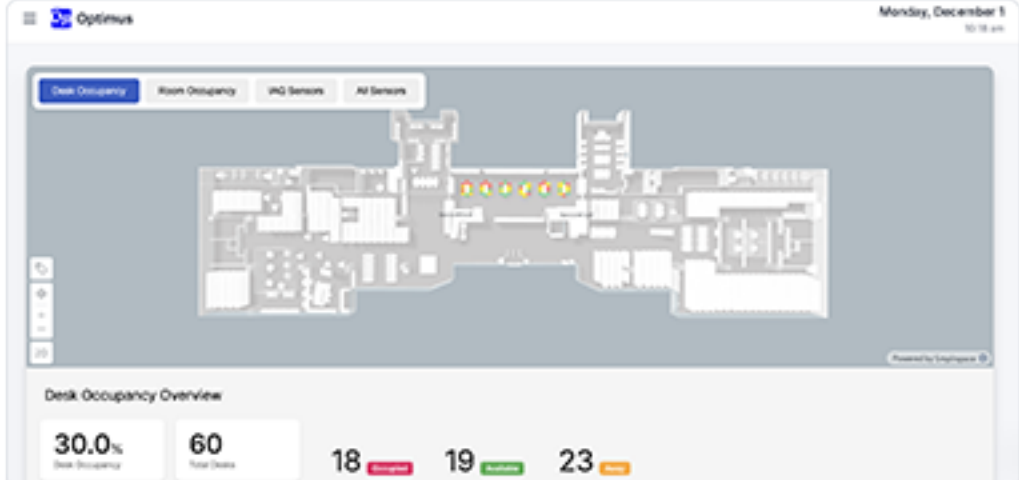 Optimus
Monday, December 1
10:18 am
Desk Occupancy
Room Occupancy
IAQ Sensors
All Sensors
Powered by Smplrspace
Desk Occupancy Overview
30.0%
Desk Occupancy
60
Total Desks
18 Occupied
19 Available
23 Away